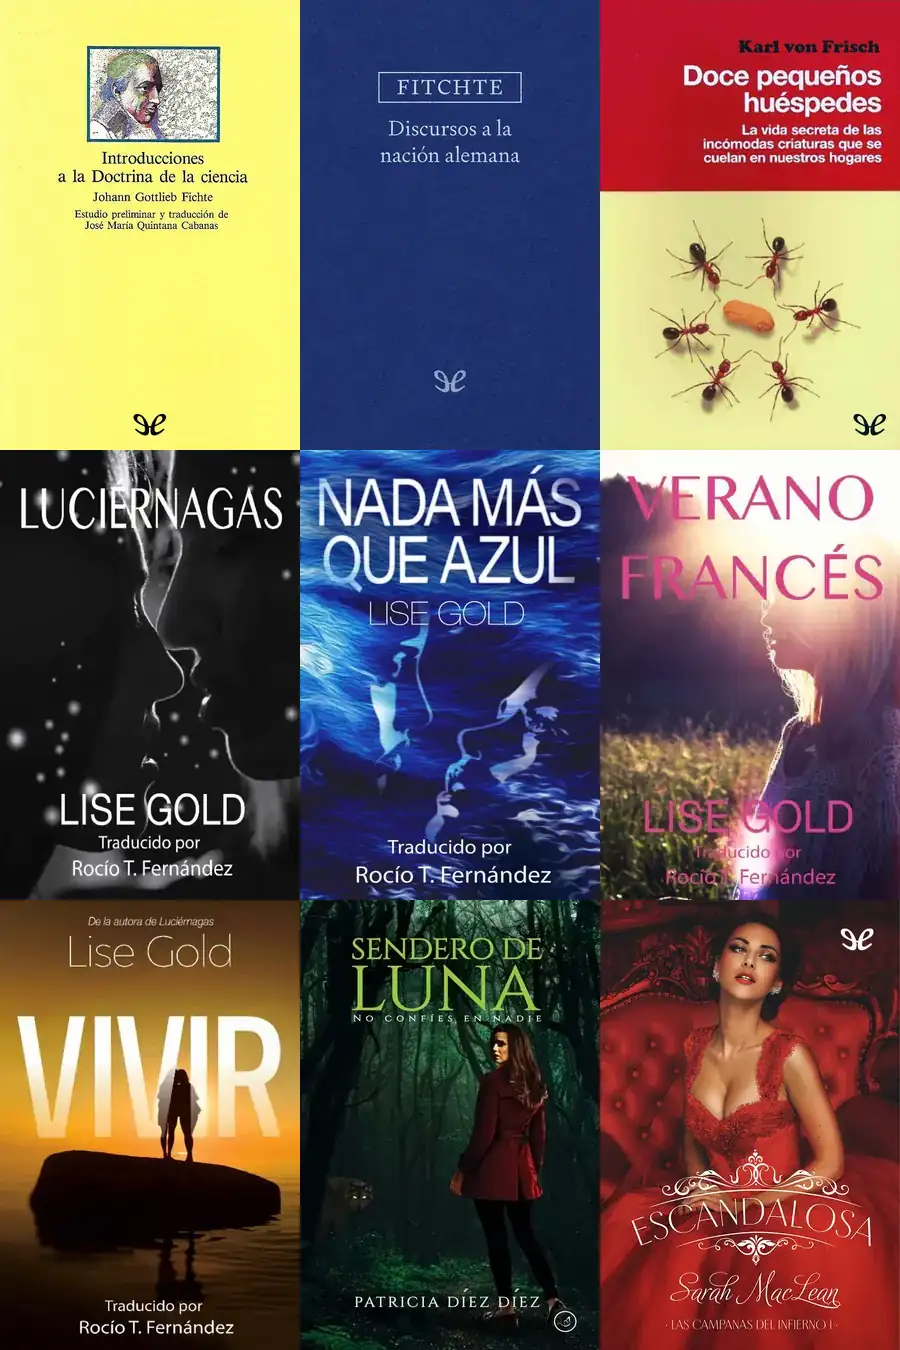 Introducciones
a la Doctrina de la ciencia
Johann Gottlieb Fichte
Estudio preliminar y traducción de
José María Quintana Cabanas
FITCHTE
Discursos a la
nación alemana
Karl von Frisch
Doce pequeños
huéspedes
La vida secreta de las
incómodas criaturas que se
cuelan en nuestros hogares
LUCIÉRNAGAS
LISE GOLD
Traducido por
Rocío T. Fernández
NADA MÁS
QUE AZUL
LISE GOLD
Traducido por
Rocío T. Fernández
VERANO
FRANCÉS
LISE GOLD
Traducido por
Rocío T. Fernández
De la autora de Luciérnagas
Lise Gold
VIVIR
Traducido por
Rocío T. Fernández
SENDERO DE
LUNA
NO CONFÍES EN NADIE
PATRICIA DÍEZ DÍEZ
ESCANDALOSA
Sarah MacLean
· LAS CAMPANAS DEL INFIERNO I ·